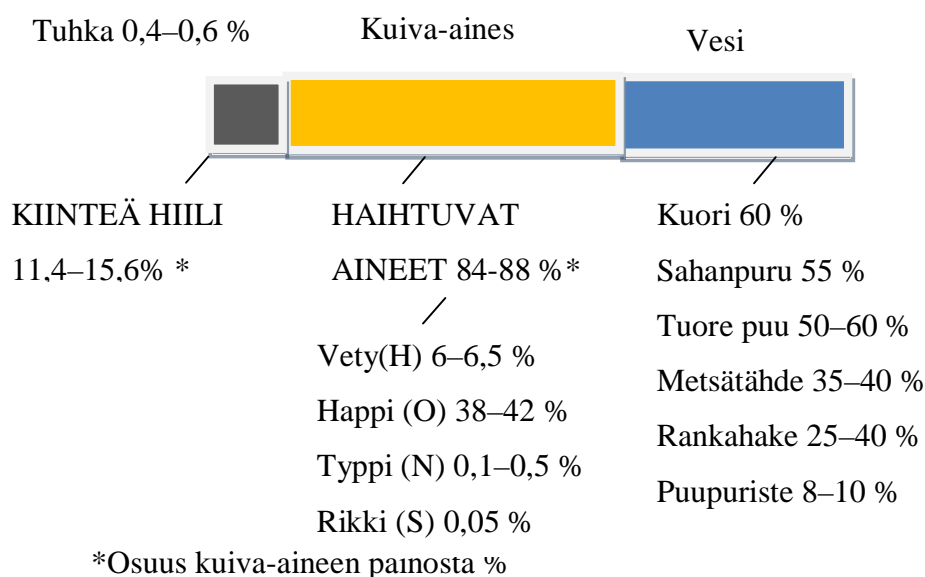 Tuhka 0,4–0,6 %
Kuiva-aines
Vesi
KIINTEÄ HIILI
11,4–15,6% *
HAIHTUVAT
AINEET 84-88 %*
Vety(H) 6–6,5 %
Happi (O) 38–42 %
Typpi (N) 0,1–0,5 %
Rikki (S) 0,05 %
Kuori 60 %
Sahanpuru 55 %
Tuore puu 50–60 %
Metsätähde 35–40 %
Rankahake 25–40 %
Puupuriste 8–10 %
*Osuus kuiva-aineen painosta %